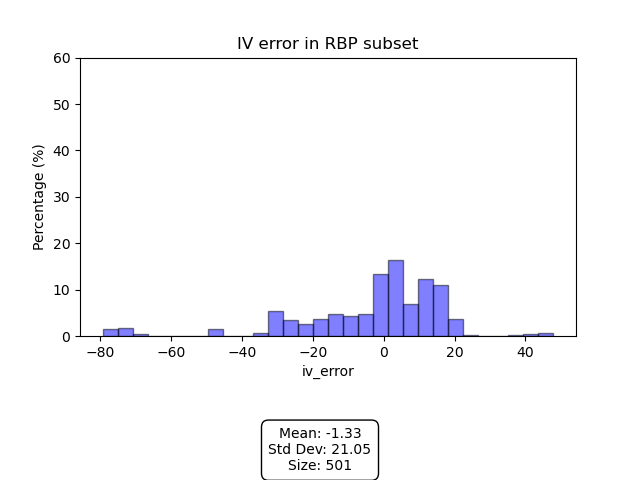 IV error in RBP subset
60
50
40
30
20
10
0
Percentage (%)
−80
−60
−40
−20
0
20
40
iv_error
Mean: -1.33
Std Dev: 21.05
Size: 501